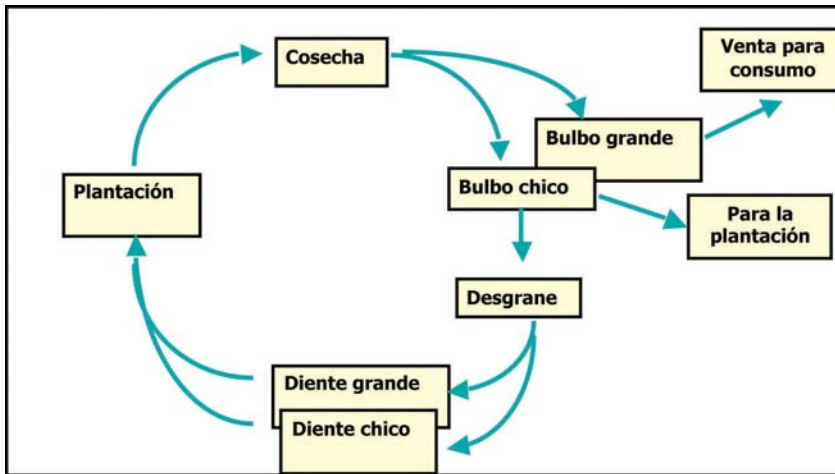 Cosecha
Venta para
consumo
Bulbo grande
Bulbo chico
Plantación
Para la
plantación
Desgrane
Diente grande
Diente chico